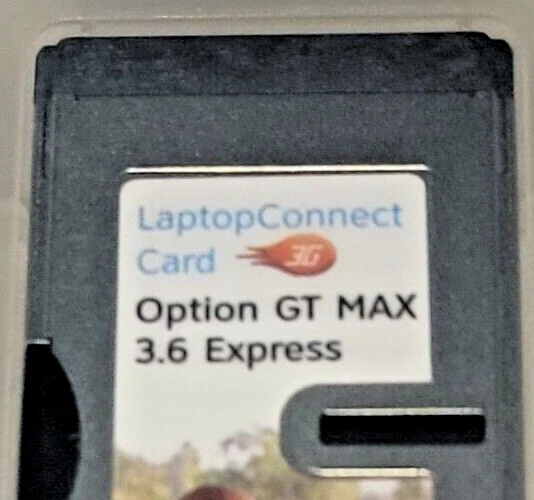 LaptopConnect
Card 3G
Option GT MAX
3.6 Express